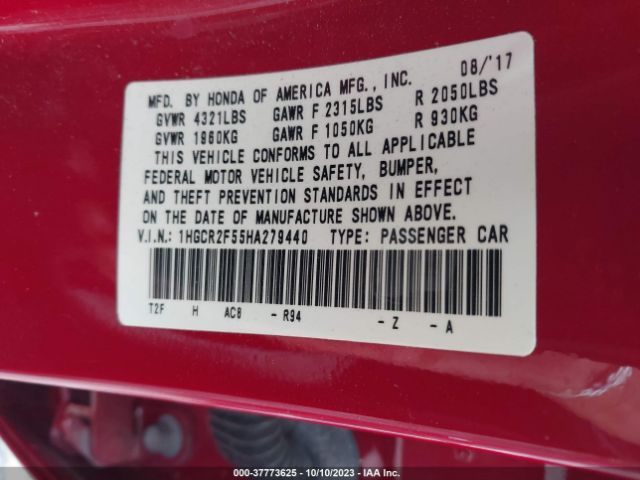 MFD. BY HONDA OF AMERICA MFG., INC. 08/'17
GVWR 4321LBS GAWR F 2315LBS R 2050LBS
GVWR 1960KG GAWR F 1050KG R 930KG
THIS VEHICLE CONFORMS TO ALL APPLICABLE
FEDERAL MOTOR VEHICLE SAFETY, BUMPER,
AND THEFT PREVENTION STANDARDS IN EFFECT
ON THE DATE OF MANUFACTURE SHOWN ABOVE.
V.I.N.: 1HGCR2F55HA279440 TYPE: PASSENGER CAR
T2F H AC8 - R94 - Z - A
000-37773625 | 10/10/2023 | IAA Inc.